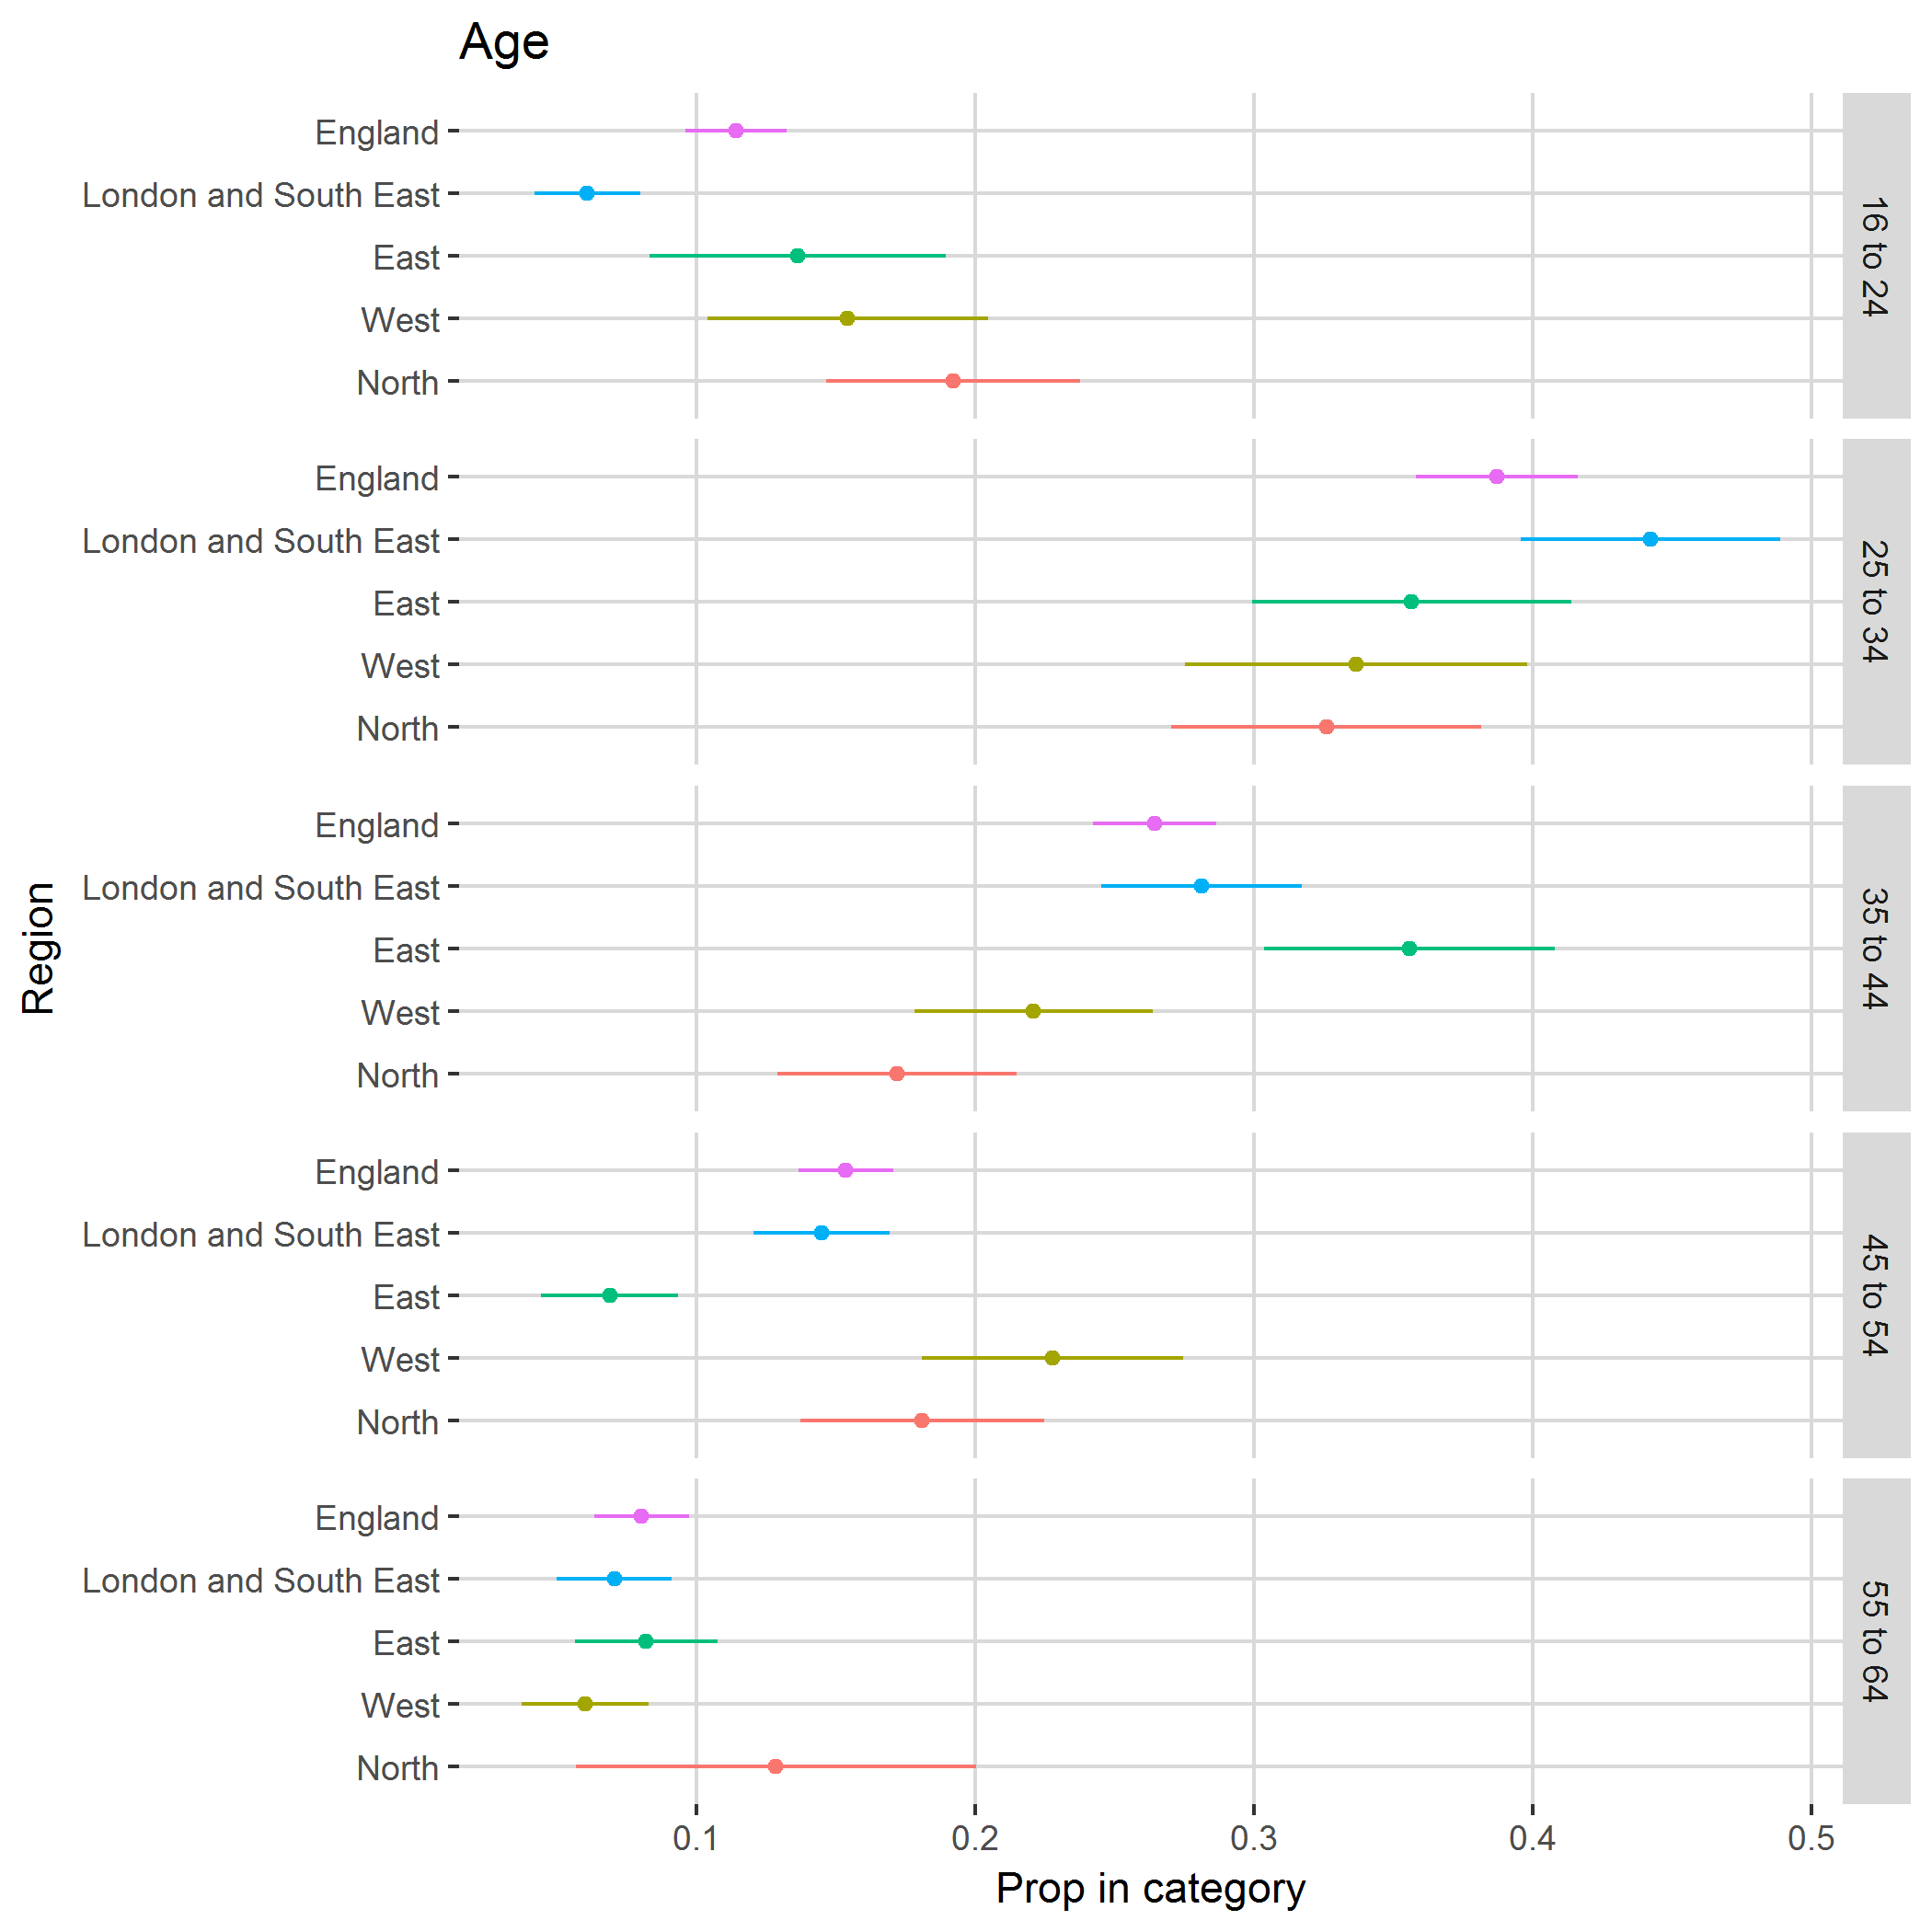 Age
England
London and South East
East
West
North
16 to 24
England
London and South East
East
West
North
25 to 34
England
London and South East
East
West
North
35 to 44
England
London and South East
East
West
North
45 to 54
England
London and South East
East
West
North
55 to 64
Region
0.1 0.2 0.3 0.4 0.5
Prop in category